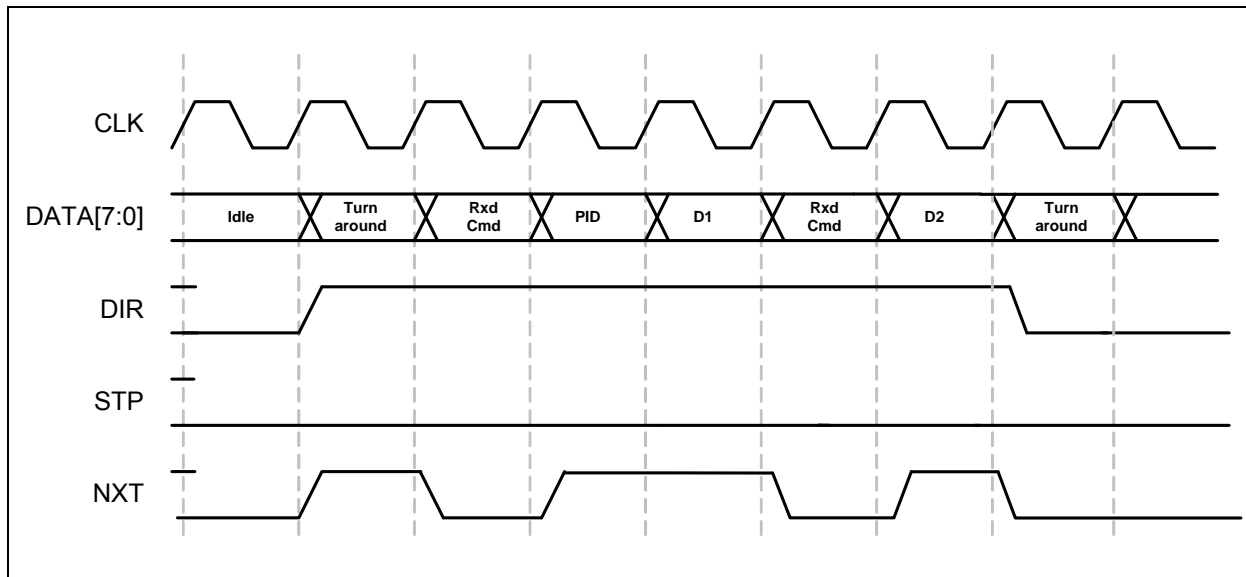 CLK
DATA[7:0]
Idle
Turn
around
Rxd
Cmd
PID
D1
Rxd
Cmd
D2
Turn
around
DIR
STP
NXT